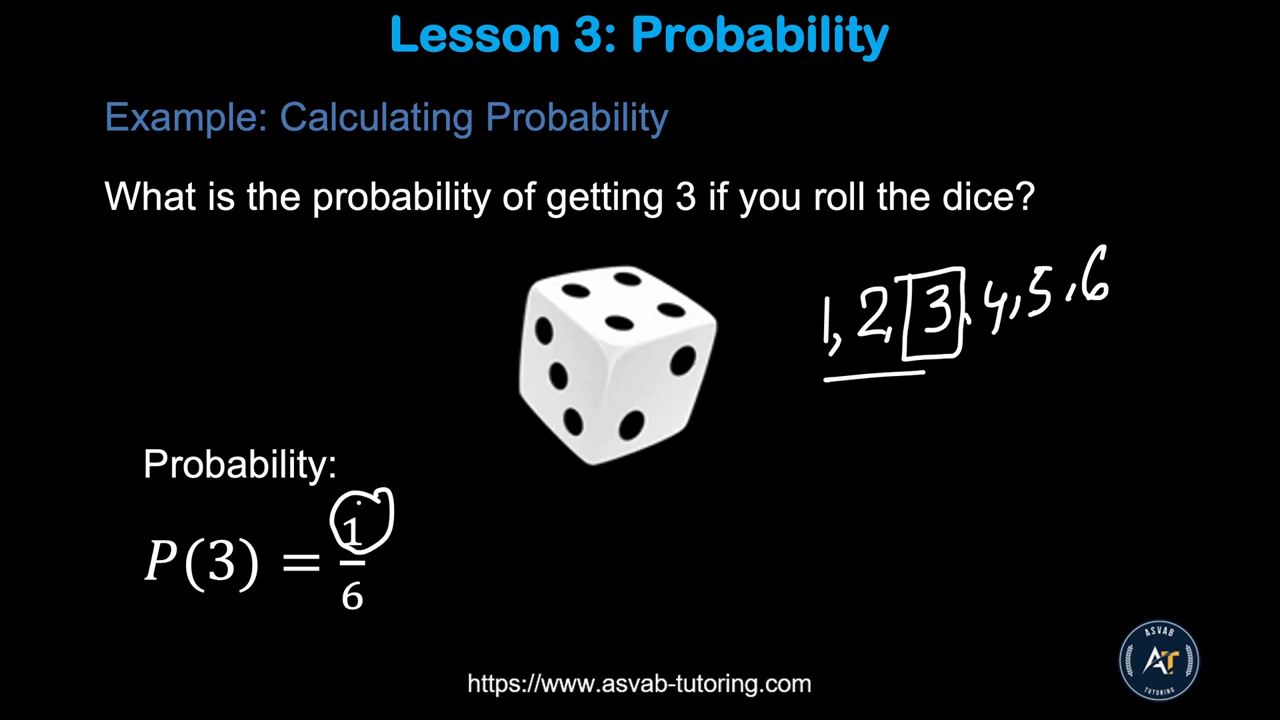 Lesson 3: Probability
Example: Calculating Probability
What is the probability of getting 3 if you roll the dice?
1, 2, 3, 4, 5, 6
Probability:
P(3) = 1/6
https://www.asvab-tutoring.com
ASVAB
AT
TUTORING